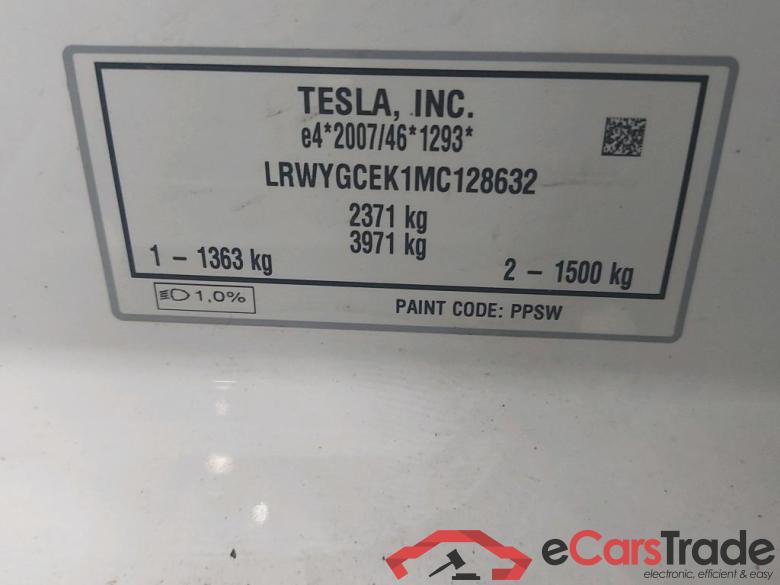 TESLA, INC.
e4*2007/46*1293*
LRWYGCEK1MC128632
2371 kg
3971 kg
1 – 1363 kg
2 – 1500 kg
1,0%
PAINT CODE: PPSW
eCarsTrade
electronic, efficient & easy